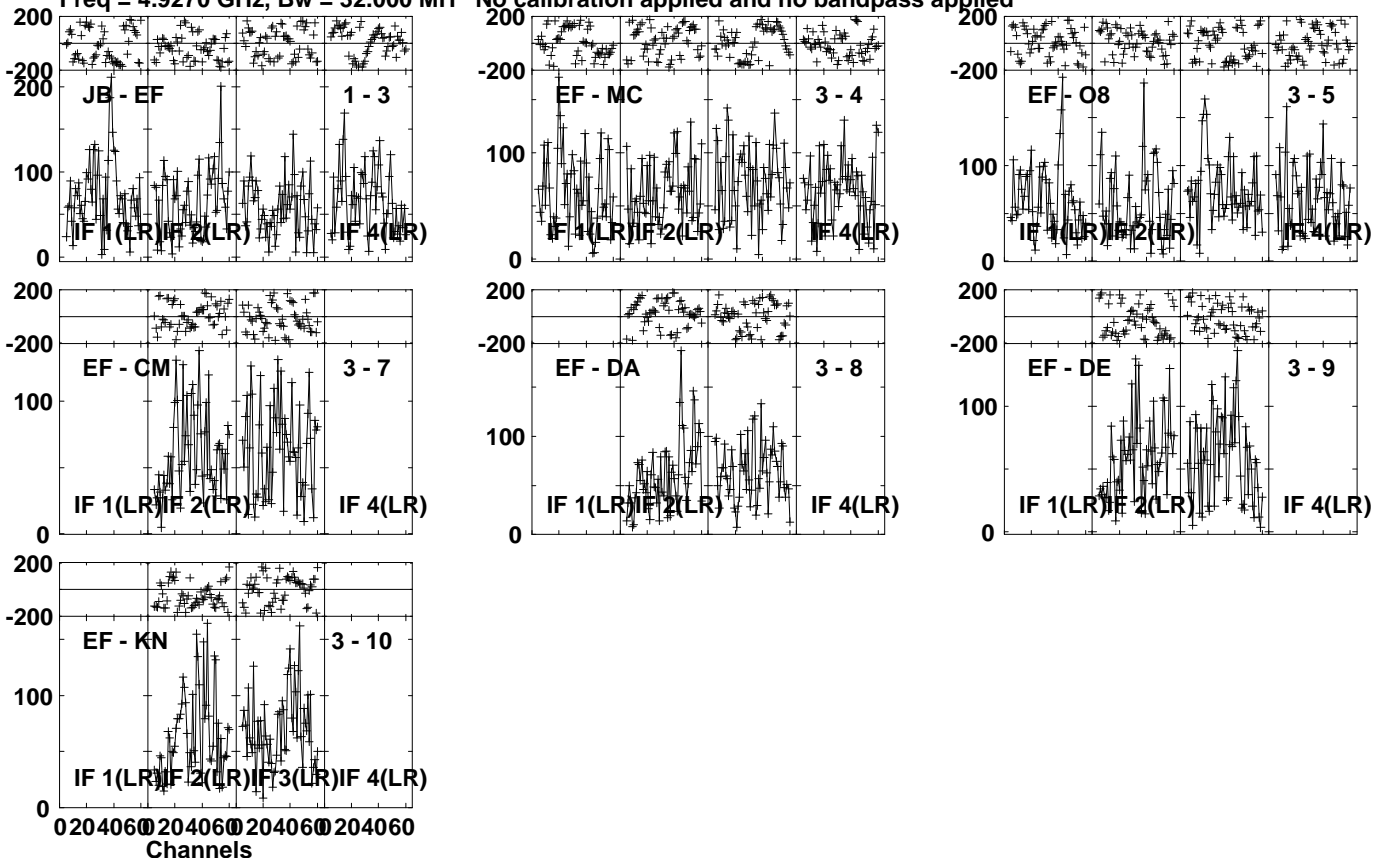 Freq = 4.9270 GHz, Bw = 32.000 MH No calibration applied and no bandpass applied
200
-200
200
100
0
JB - EF 1 - 3
IF 1(LR) IF 2(LR) IF 4(LR)
200
-200
100
0
EF - MC 3 - 4
IF 1(LR) IF 2(LR) IF 4(LR)
200
-200
100
0
EF - O8 3 - 5
IF 1(LR) IF 2(LR) IF 4(LR)
200
-200
100
0
EF - CM 3 - 7
IF 1(LR) IF 2(LR) IF 4(LR)
200
-200
100
0
EF - DA 3 - 8
IF 1(LR) IF 2(LR) IF 4(LR)
200
-200
100
0
EF - DE 3 - 9
IF 1(LR) IF 2(LR) IF 4(LR)
200
-200
100
0
EF - KN 3 - 10
IF 1(LR) IF 2(LR) IF 3(LR) IF 4(LR)
0 20 40 60 0 20 40 60 0 20 40 60 0 20 40 60
Channels